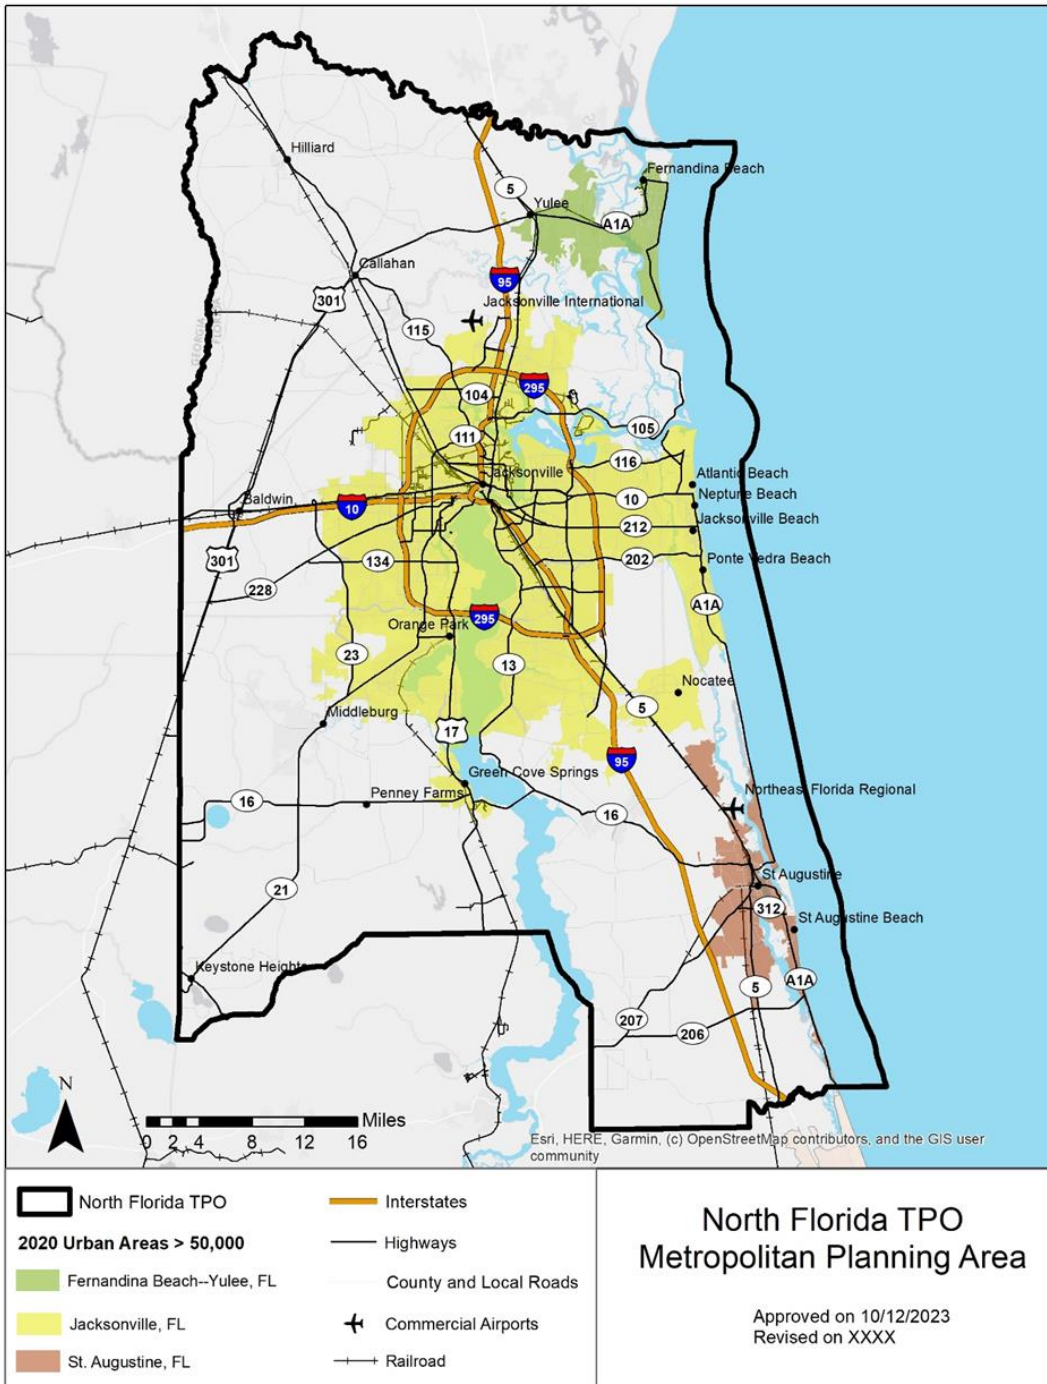 Hilliard
Fernandina Beach
5
Yulee
A1A
Callahan
95
301
Jacksonville International
GEORGIA
FLORIDA
115
295
104
105
111
116
Jacksonville
Atlantic Beach
Baldwin
10
Neptune Beach
10
Jacksonville Beach
212
301
134
202
Ponte Vedra Beach
228
A1A
295
Orange Park
23
13
Nocatee
5
Middleburg
17
95
Green Cove Springs
Northeast Florida Regional
Penney Farms
16
16
St Augustine
21
312
St Augustine Beach
Keystone Heights
5
A1A
207
206
N
Miles
0 2 4 8 12 16
Esri, HERE, Garmin, (c) OpenStreetMap contributors, and the GIS user
community
North Florida TPO
2020 Urban Areas > 50,000
Fernandina Beach--Yulee, FL
Jacksonville, FL
St. Augustine, FL
Interstates
Highways
County and Local Roads
Commercial Airports
Railroad
North Florida TPO
Metropolitan Planning Area
Approved on 10/12/2023
Revised on XXXX